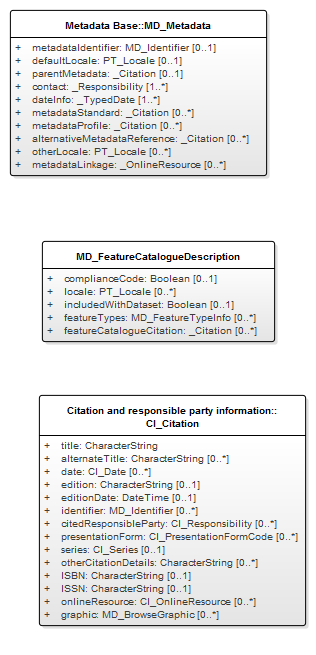 Metadata Base::MD_Metadata
+ metadataIdentifier: MD_Identifier [0..1]
+ defaultLocale: PT_Locale [0..1]
+ parentMetadata: _Citation [0..1]
+ contact: _Responsibility [1..*]
+ dateInfo: _TypedDate [1..*]
+ metadataStandard: _Citation [0..*]
+ metadataProfile: _Citation [0..*]
+ alternativeMetadataReference: _Citation [0..*]
+ otherLocale: PT_Locale [0..*]
+ metadataLinkage: _OnlineResource [0..*]
MD_FeatureCatalogueDescription
+ complianceCode: Boolean [0..1]
+ locale: PT_Locale [0..*]
+ includedWithDataset: Boolean [0..1]
+ featureTypes: MD_FeatureTypeInfo [0..*]
+ featureCatalogueCitation: _Citation [0..*]
Citation and responsible party information::
CI_Citation
+ title: CharacterString
+ alternateTitle: CharacterString [0..*]
+ date: CI_Date [0..*]
+ edition: CharacterString [0..1]
+ editionDate: DateTime [0..1]
+ identifier: MD_Identifier [0..*]
+ citedResponsibleParty: CI_Responsibility [0..*]
+ presentationForm: CI_PresentationFormCode [0..*]
+ series: CI_Series [0..1]
+ otherCitationDetails: CharacterString [0..*]
+ ISBN: CharacterString [0..1]
+ ISSN: CharacterString [0..1]
+ onlineResource: CI_OnlineResource [0..*]
+ graphic: MD_BrowseGraphic [0..*]